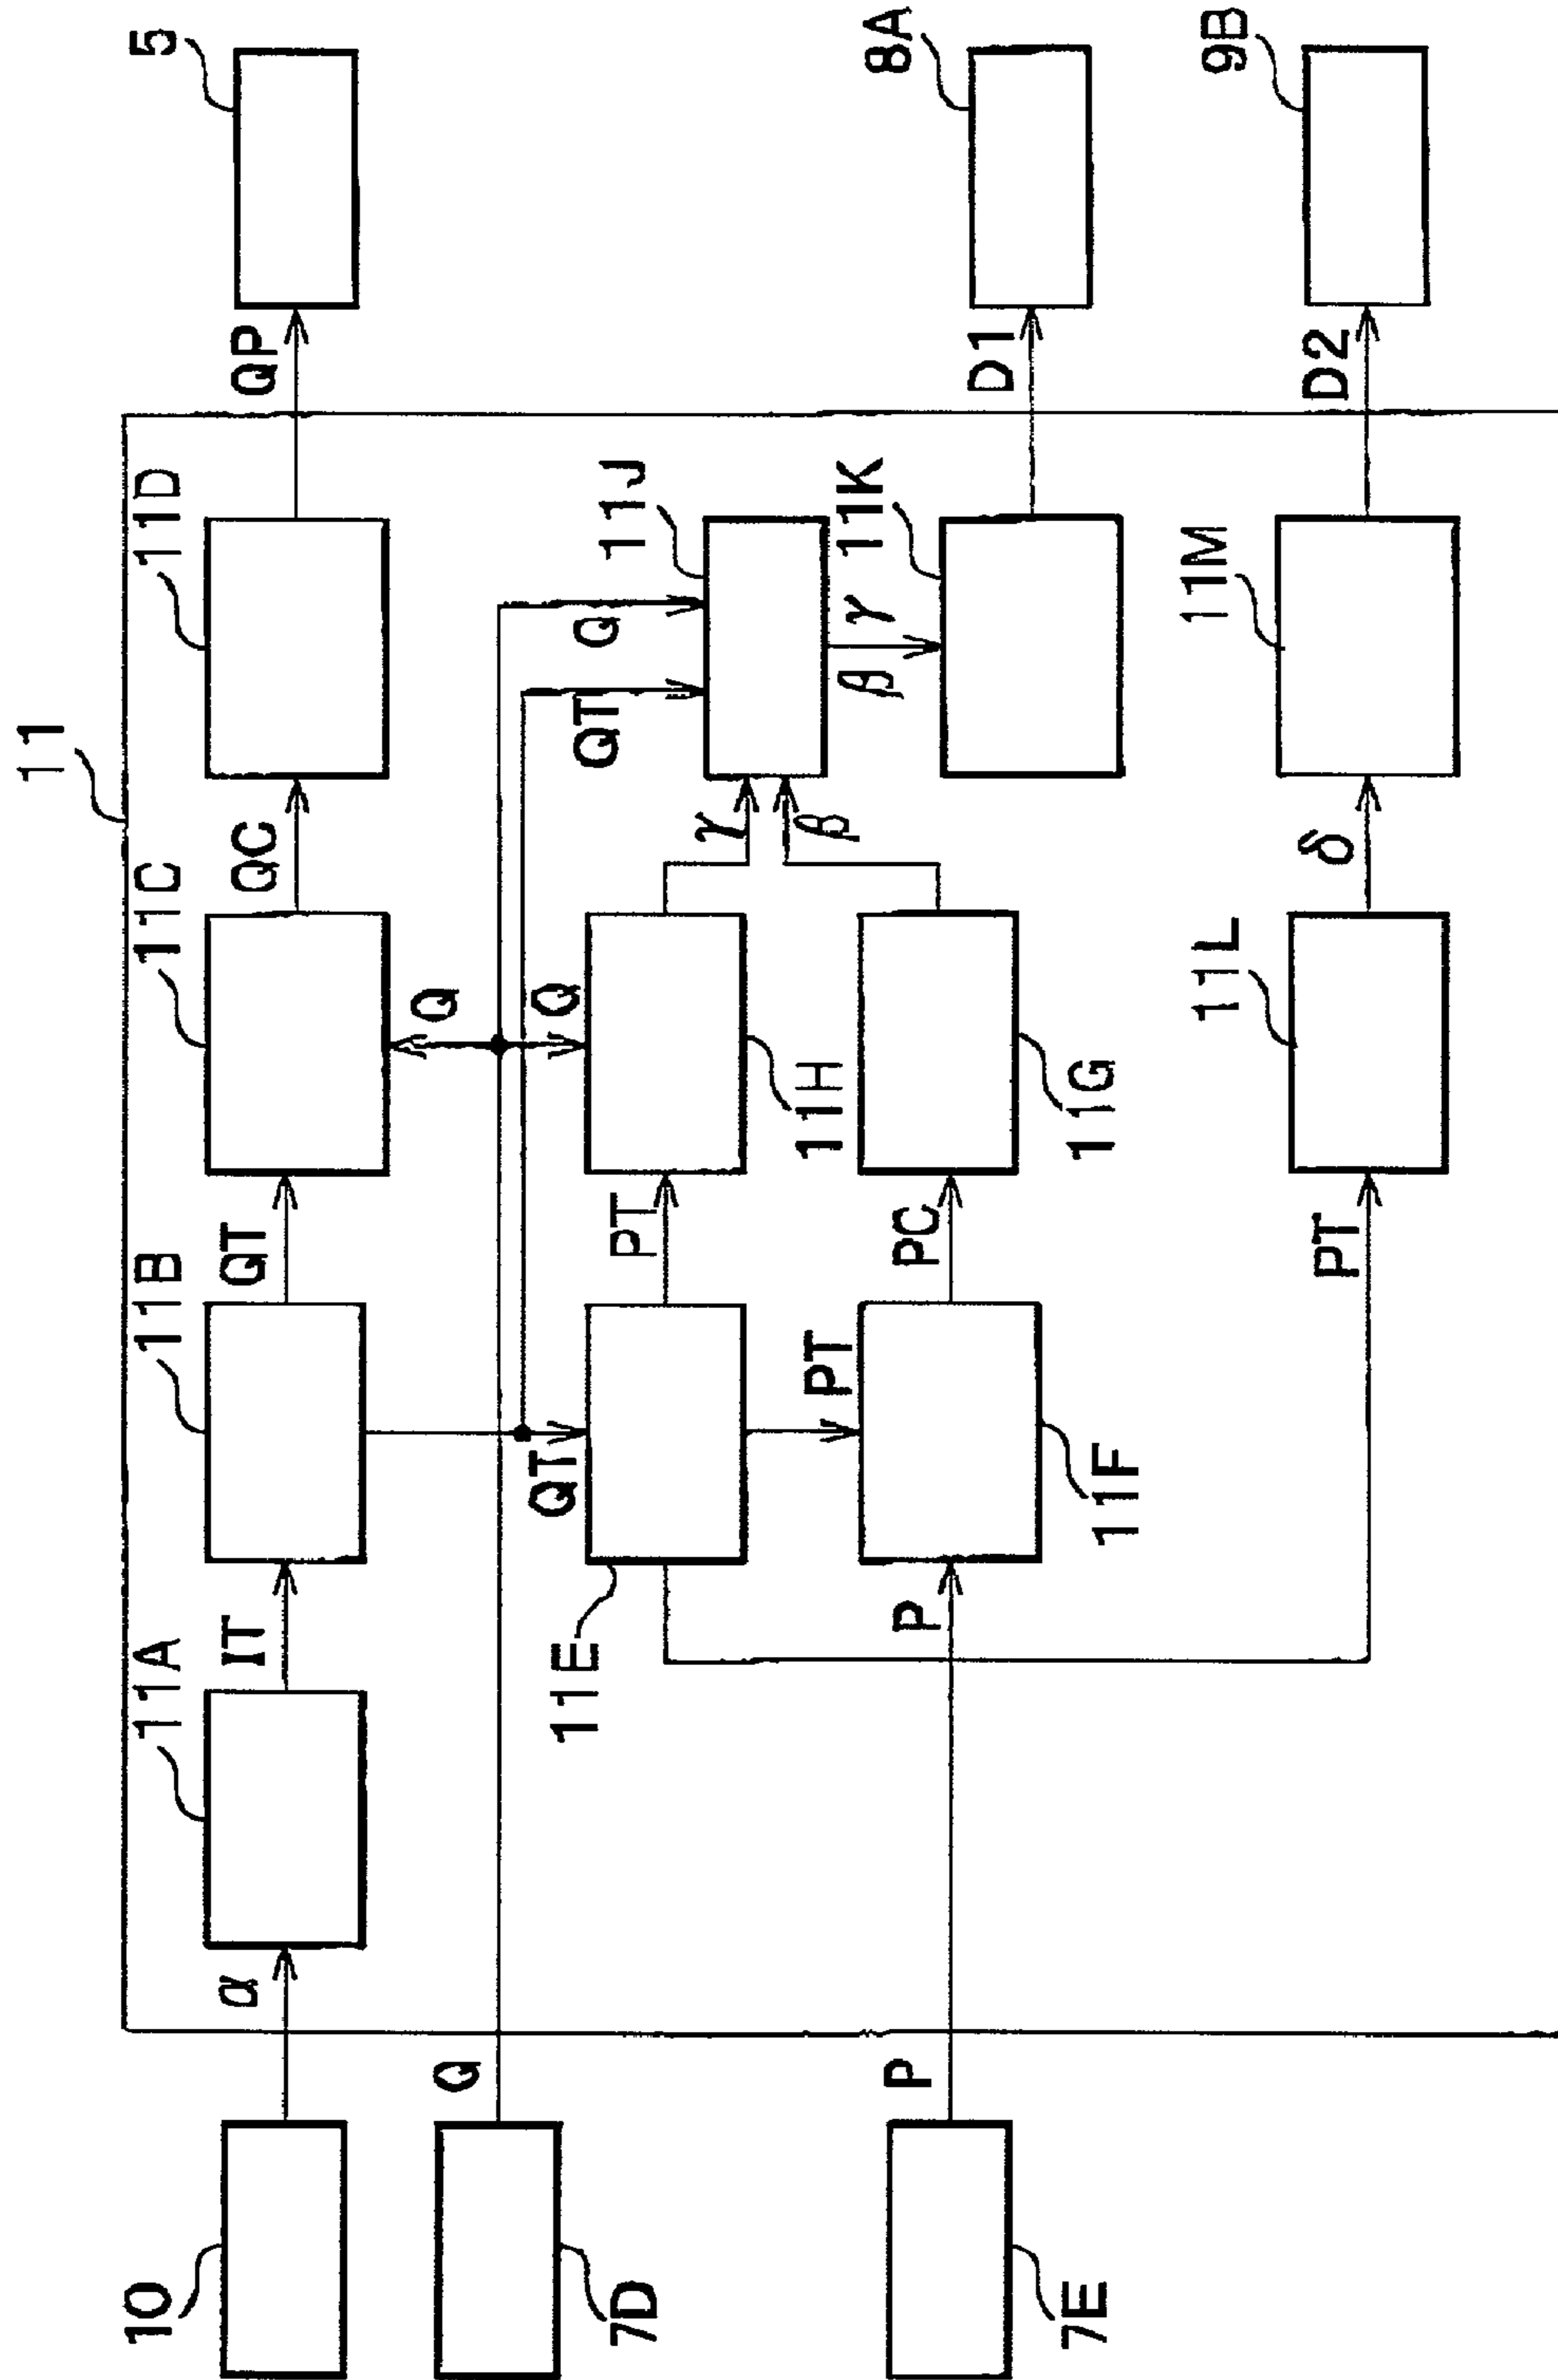 11
10
α
11A
IT
11B
QT
11C
QC
11D
QP
5
7D
Q
Q
Q
QT
QT
Q
11E
PT
11H
γ
11J
PT
β
β γ
11K
D1
8A
7E
P
P
11F
PC
11G
PT
11L
δ
11M
D2
9B